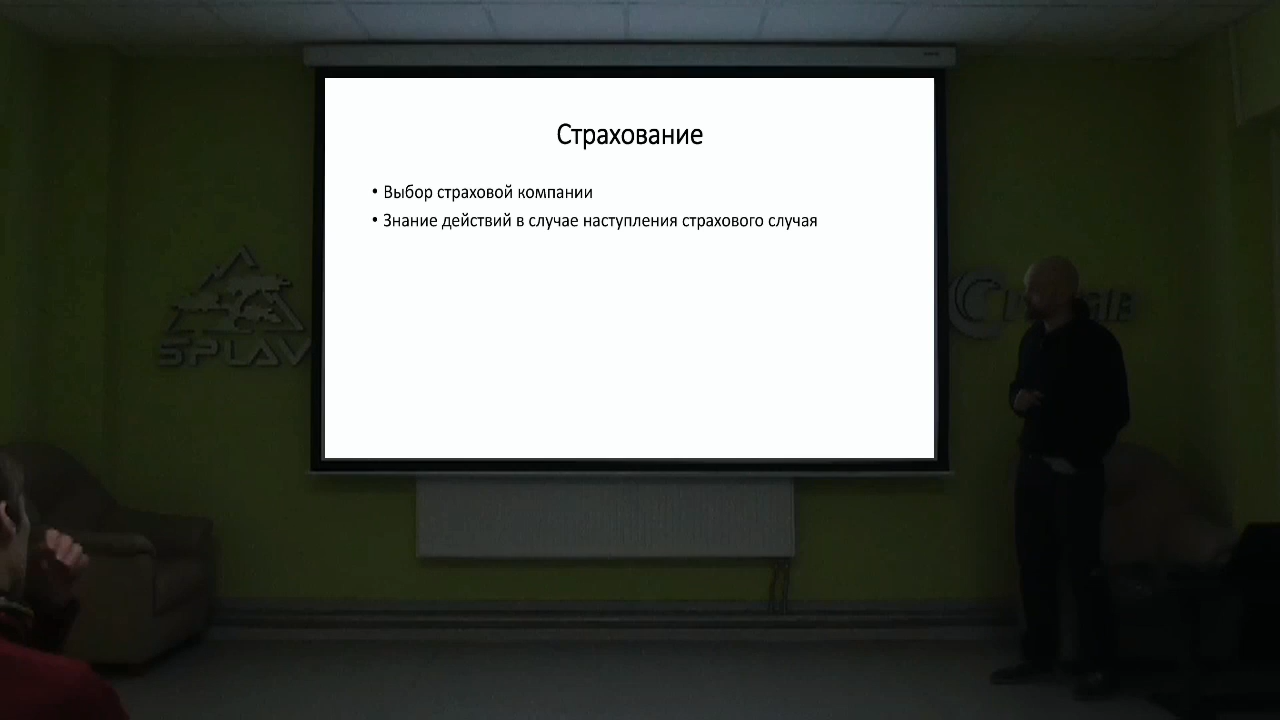 Страхование
• Выбор страховой компании
• Знание действий в случае наступления страхового случая
SPLAV